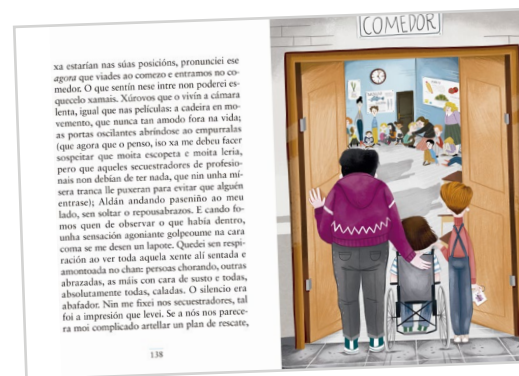 xa estarían nas súas posicións, pronunciei ese
agora que viades ao comezo e entramos no co-
medor. O que sentín nese intre non poderei es-
quecelo xamais. Xúrovos que o vivín a cámara
lenta, igual que nas películas: a cadeira en mo-
vemento, que nunca tan amodo fora na vida;
as portas oscilantes abríndose ao empurralas
(que agora que o penso, iso xa me debeu facer
sospeitar que moita escopeta e moita leria,
pero que aqueles secuestradores de profesio-
nais non debían de ter nada, que nin unha mí-
sera tranca lle puxeran para evitar que alguén
entrase); Aldán andando paseniño ao meu
lado, sen soltar o repousabrazos. E cando fo-
mos quen de observar o que había dentro,
unha sensación agoniante golpeoume na cara
coma se me desen un lapote. Quedei sen respi-
ración ao ver toda aquela xente alí sentada e
amontoada no chan: persoas chorando, outras
abrazadas, as máis con cara de susto e todas,
absolutamente todas, caladas. O silencio era
abafador. Nin me fixei nos secuestradores, tal
foi a impresión que levei. Se a nós nos parece-
ra moi complicado artellar un plan de rescate,
138
COMEDOR